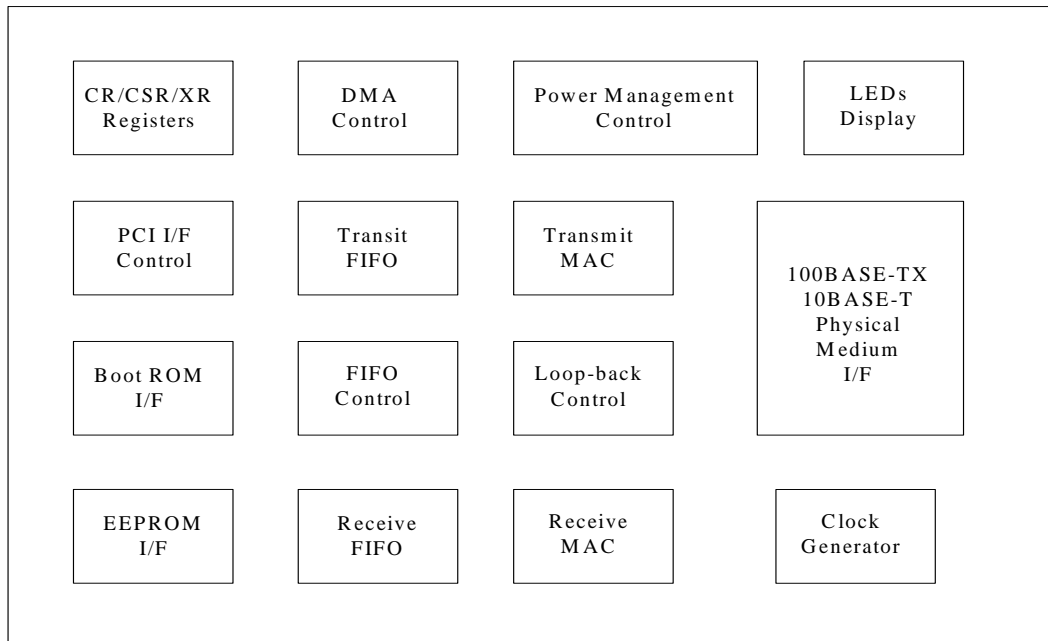 CR/CSR/XR
Registers
DMA
Control
Power Management
Control
LEDs
Display
PCI I/F
Control
Transit
FIFO
Transmit
MAC
100BASE-TX
10BASE-T
Physical
Medium
I/F
Boot ROM
I/F
FIFO
Control
Loop-back
Control
EEPROM
I/F
Receive
FIFO
Receive
MAC
Clock
Generator